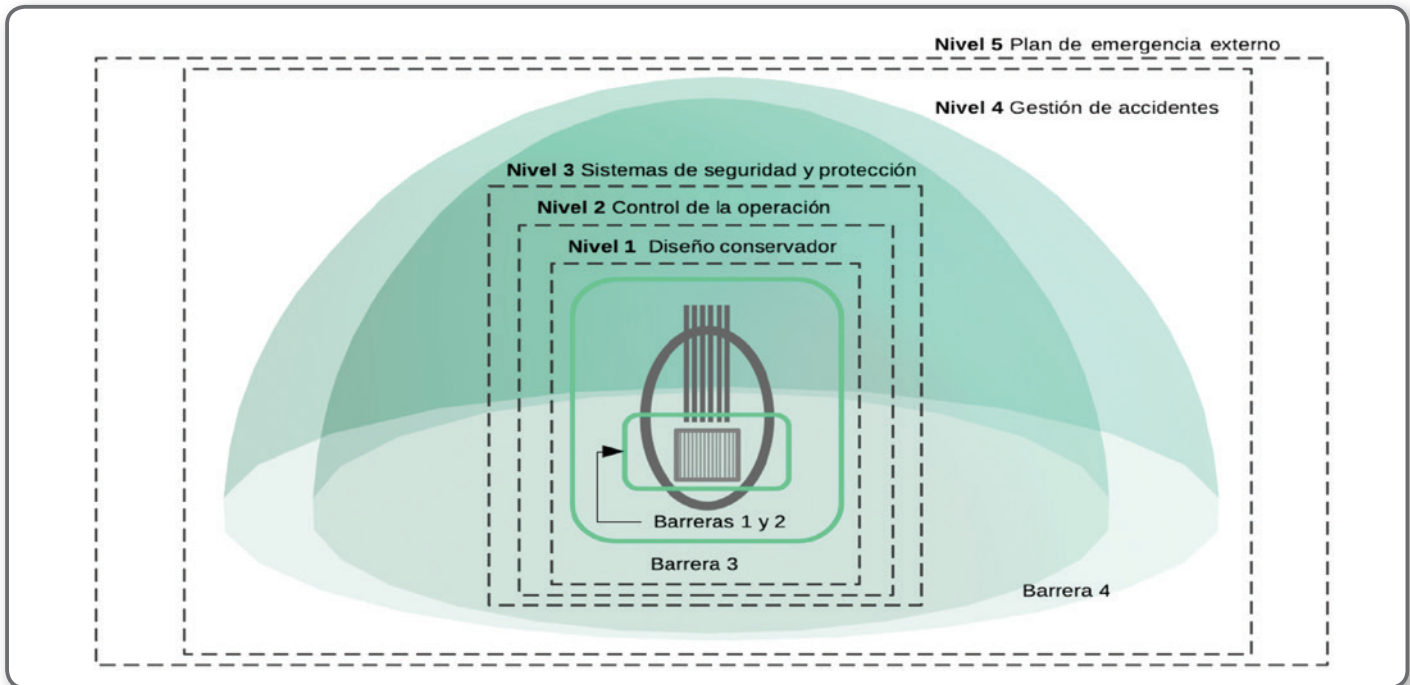 Nivel 5 Plan de emergencia externo
Nivel 4 Gestión de accidentes
Nivel 3 Sistemas de seguridad y protección
Nivel 2 Control de la operación
Nivel 1 Diseño conservador
Barreras 1 y 2
Barrera 3
Barrera 4